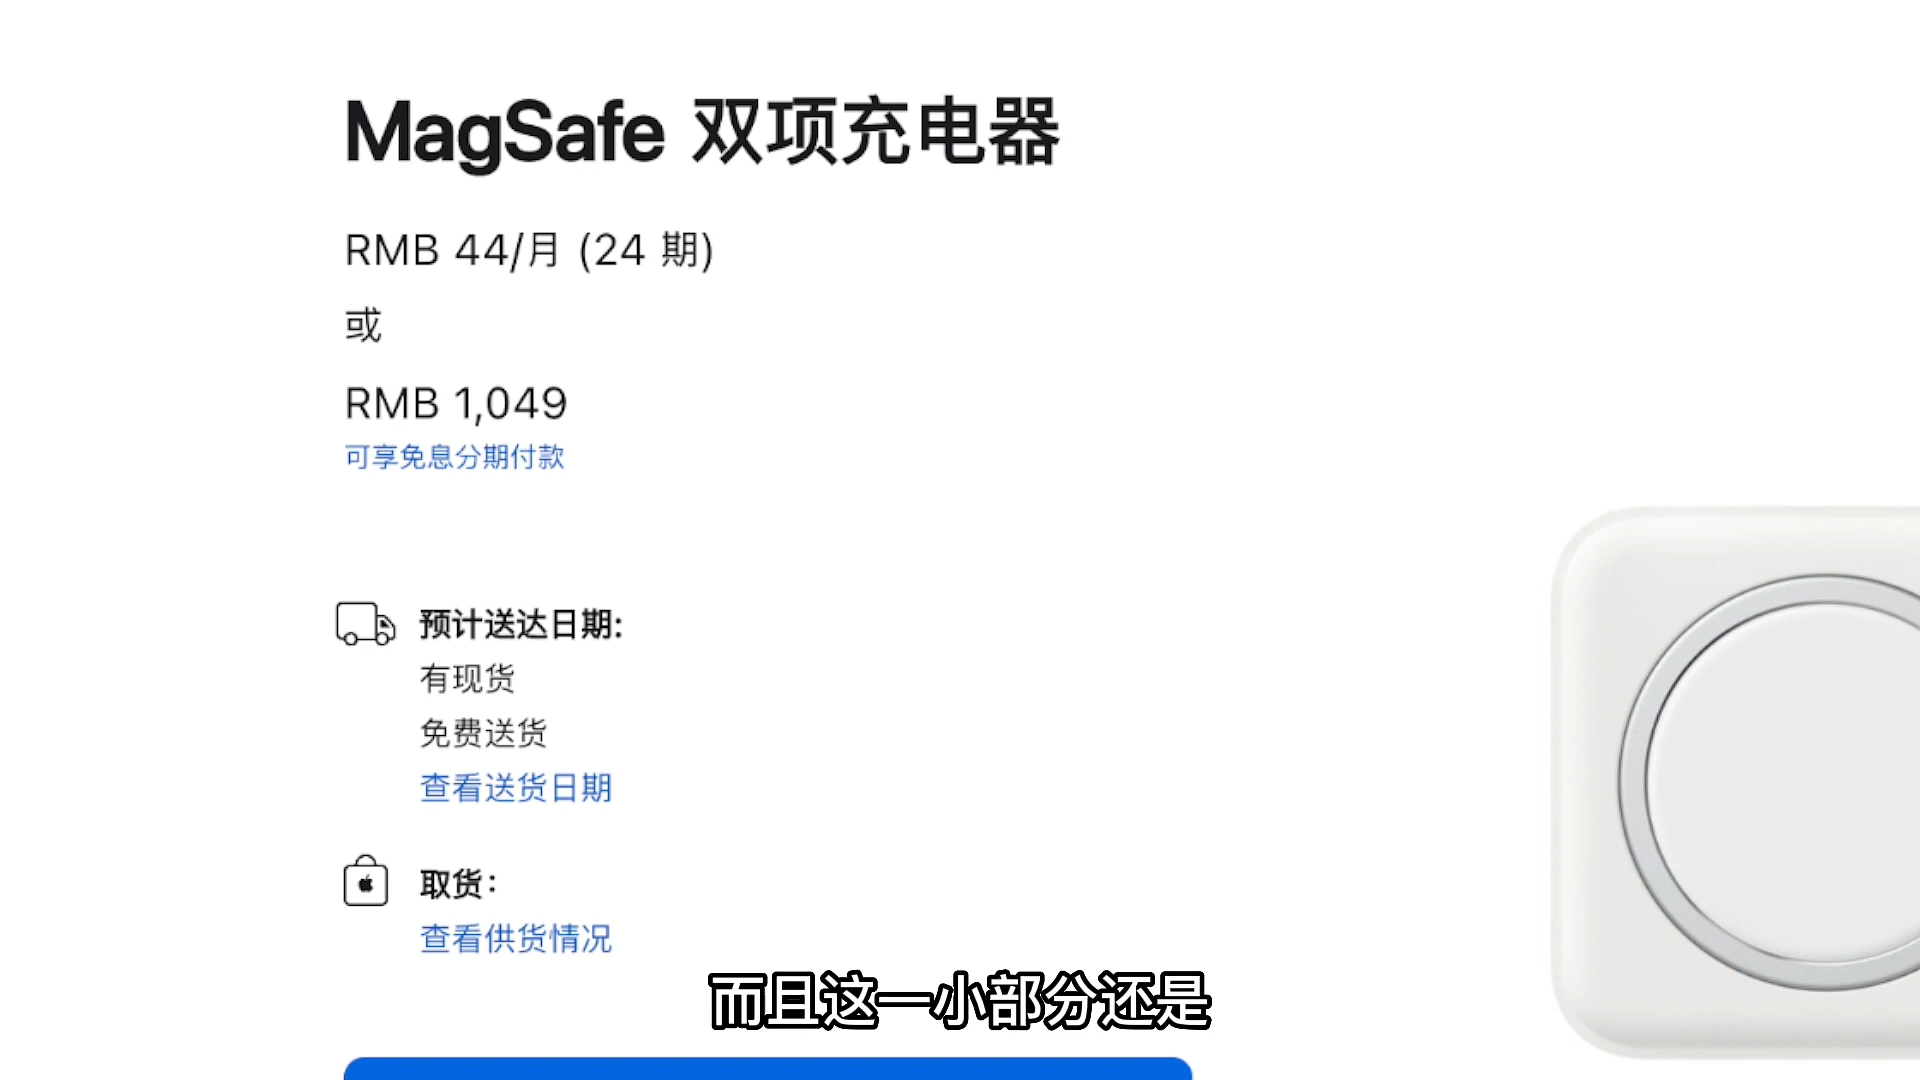 MagSafe 双项充电器
RMB 44/月 (24 期)
或
RMB 1,049
可享免息分期付款
预计送达日期:
有现货
免费送货
查看送货日期
取货：
查看供货情况
而且这一小部分还是